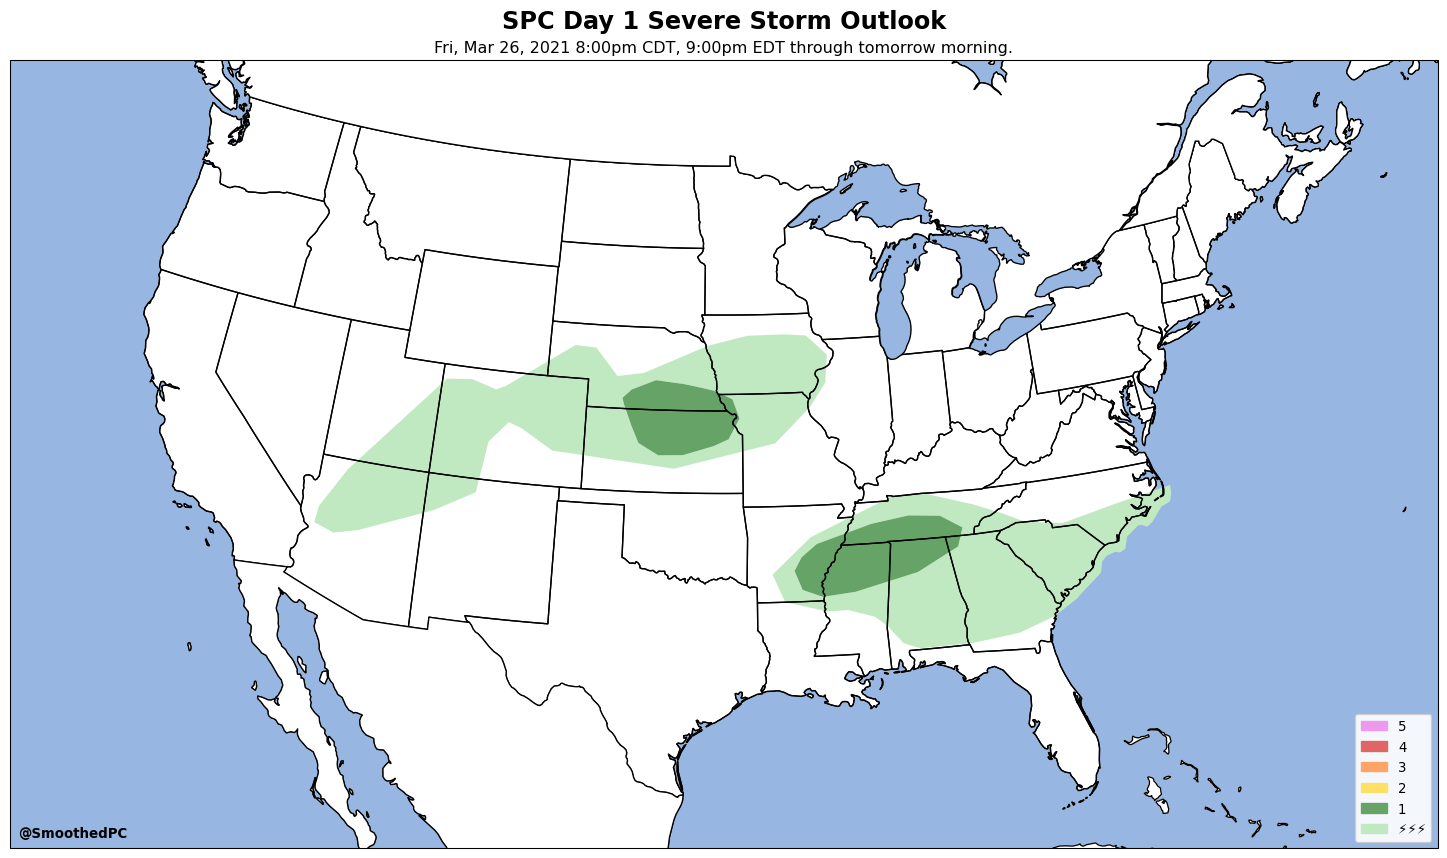 SPC Day 1 Severe Storm Outlook
Fri, Mar 26, 2021 8:00pm CDT, 9:00pm EDT through tomorrow morning.
5
4
3
2
1
⚡⚡⚡
@SmoothedPC